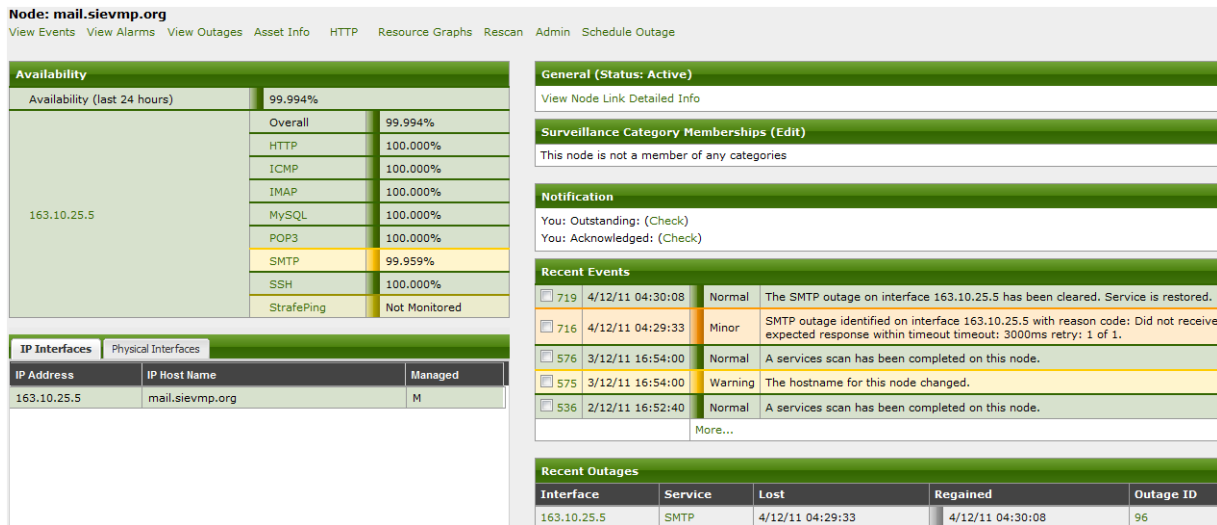 Node: mail.sievmp.org
View Events View Alarms View Outages Asset Info HTTP Resource Graphs Rescan Admin Schedule Outage
Availability
Availability (last 24 hours) 99.994%
163.10.25.5
Overall 99.994%
HTTP 100.000%
ICMP 100.000%
IMAP 100.000%
MySQL 100.000%
POP3 100.000%
SMTP 99.959%
SSH 100.000%
StrafePing Not Monitored
IP Interfaces Physical Interfaces
IP Address IP Host Name Managed
163.10.25.5 mail.sievmp.org M
General (Status: Active)
View Node Link Detailed Info
Surveillance Category Memberships (Edit)
This node is not a member of any categories
Notification
You: Outstanding: (Check)
You: Acknowledged: (Check)
Recent Events
719 4/12/11 04:30:08 Normal The SMTP outage on interface 163.10.25.5 has been cleared. Service is restored.
716 4/12/11 04:29:33 Minor SMTP outage identified on interface 163.10.25.5 with reason code: Did not receive
expected response within timeout timeout: 3000ms retry: 1 of 1.
576 3/12/11 16:54:00 Normal A services scan has been completed on this node.
575 3/12/11 16:54:00 Warning The hostname for this node changed.
536 2/12/11 16:52:40 Normal A services scan has been completed on this node.
More...
Recent Outages
Interface Service Lost Regained Outage ID
163.10.25.5 SMTP 4/12/11 04:29:33 4/12/11 04:30:08 96